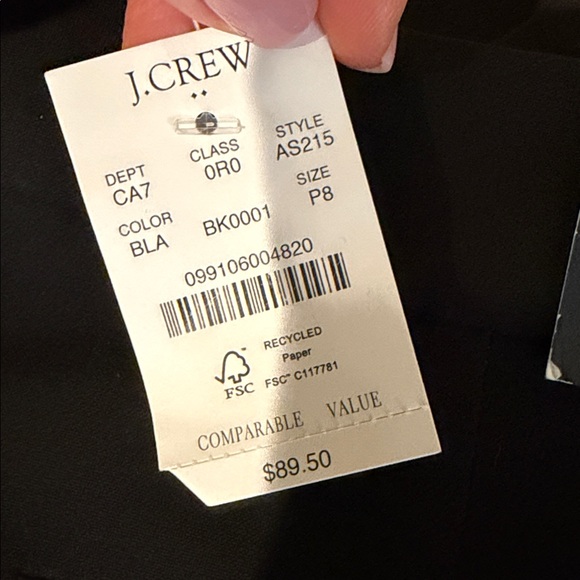 J.CREW
DEPT CLASS STYLE
CA7 0R0 AS215
COLOR SIZE
BLA BK0001 P8
099106004820
RECYCLED
Paper
FSC™ C117781
FSC
COMPARABLE VALUE
$89.50